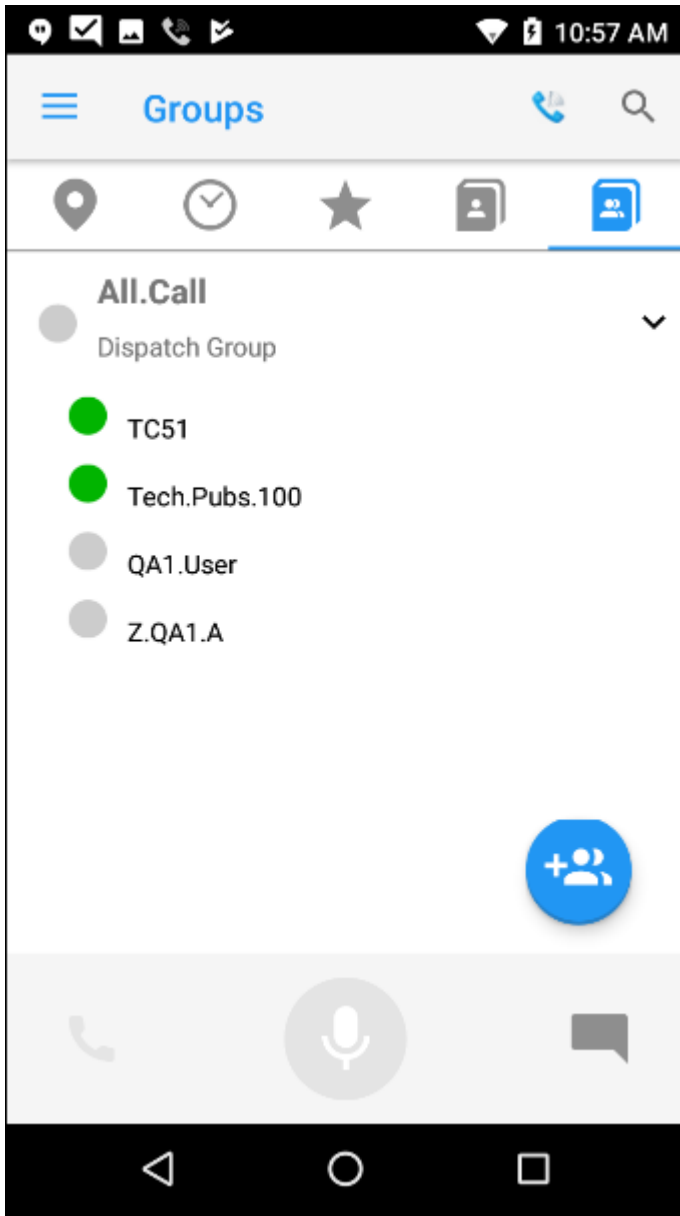 10:57 AM
Groups
All.Call
Dispatch Group
TC51
Tech.Pubs.100
QA1.User
Z.QA1.A